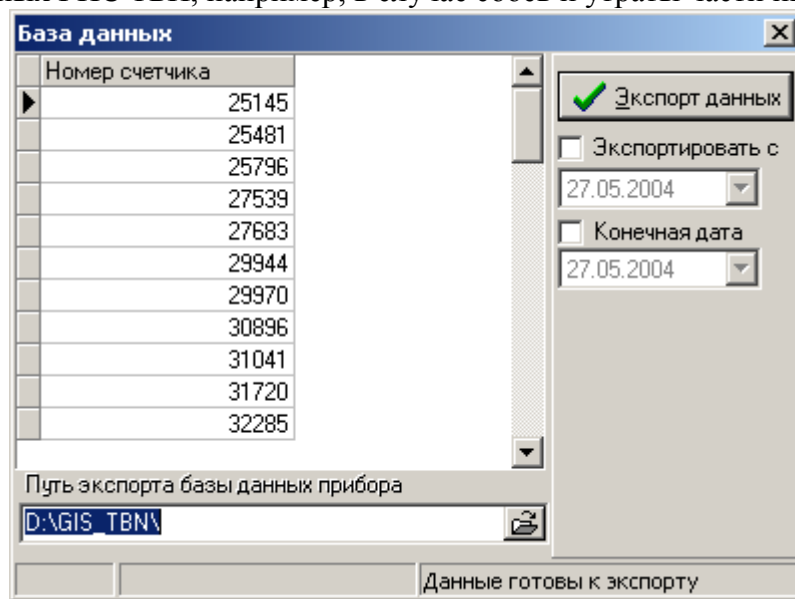 База данных
Номер счетчика
25145
25481
25796
27539
27683
29944
29970
30896
31041
31720
32285
Путь экспорта базы данных прибора
D:\GIS_TBN\
Экспорт данных
Экспортировать с
27.05.2004
Конечная дата
27.05.2004
Данные готовы к экспорту